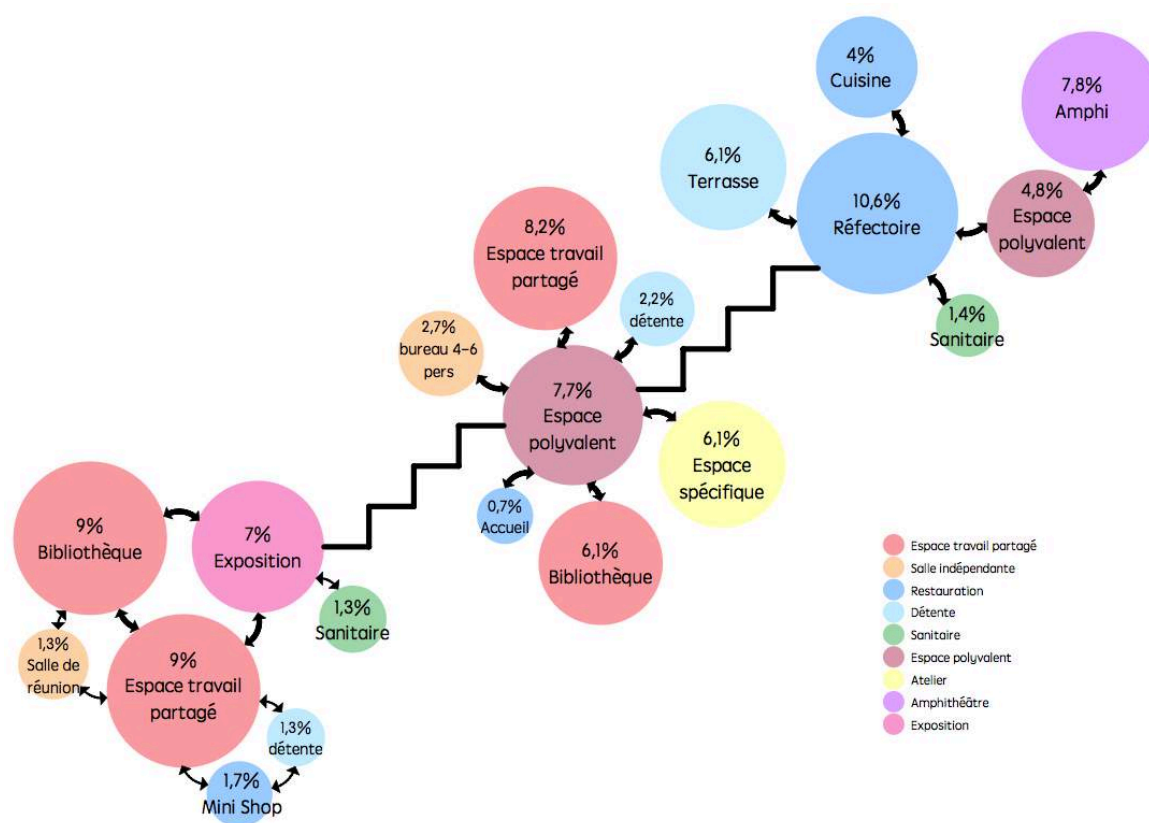 4%
Cuisine
7,8%
Amphi
6,1%
Terrasse
10,6%
Réfectoire
4,8%
Espace
polyvalent
1,4%
Sanitaire
8,2%
Espace travail
partagé
2,2%
détente
2,7%
bureau 4-6
pers
7,7%
Espace
polyvalent
6,1%
Espace
spécifique
0,7%
Accueil
6,1%
Bibliothèque
9%
Bibliothèque
7%
Exposition
1,3%
Sanitaire
1,3%
Salle de
réunion
9%
Espace travail
partagé
1,3%
détente
1,7%
Mini Shop
Espace travail partagé
Salle indépendante
Restauration
Détente
Sanitaire
Espace polyvalent
Atelier
Amphithéâtre
Exposition